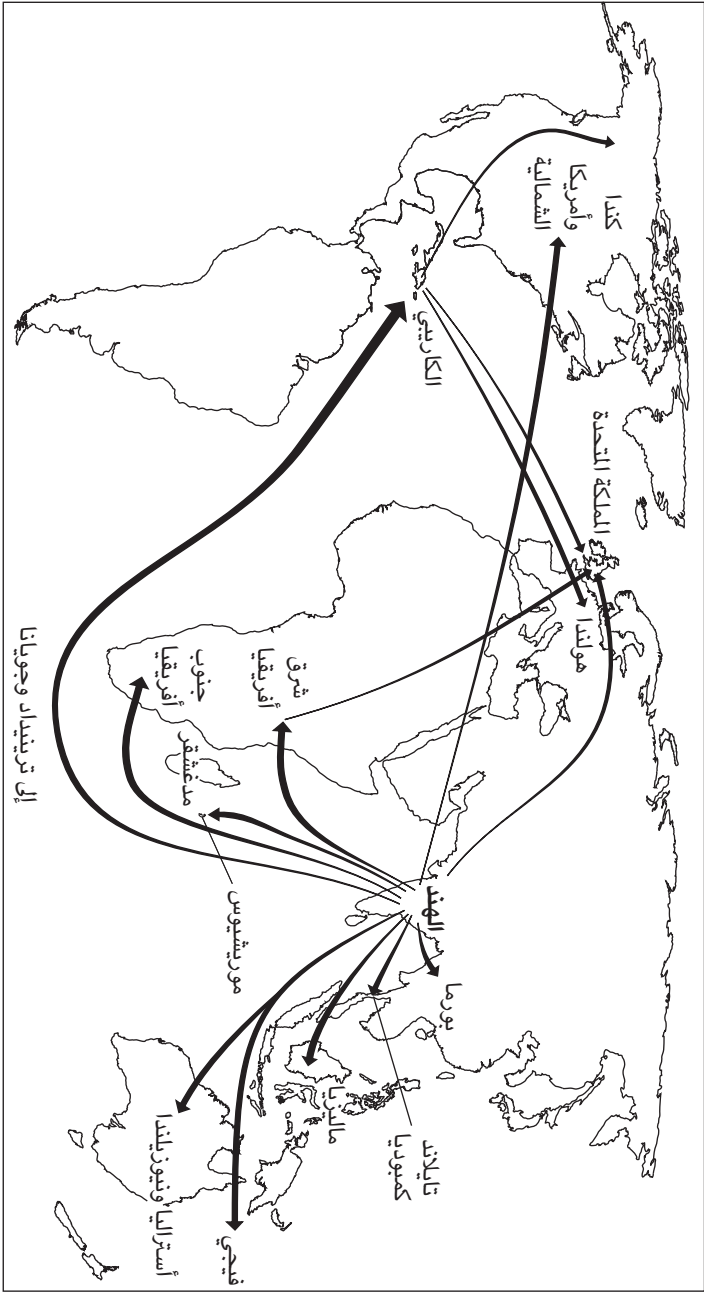 كندا
وأمريكا
الشمالية
المملكة المتحدة
هولندا
الكاريبي
شرق
أفريقيا
جنوب
أفريقيا
مدغشقر
موريشيوس
الهند
بورما
تايلاند
كمبوديا
ماليزيا
فيجي
أستراليا ونيوزيلندا
إلى ترينيداد وجويانا